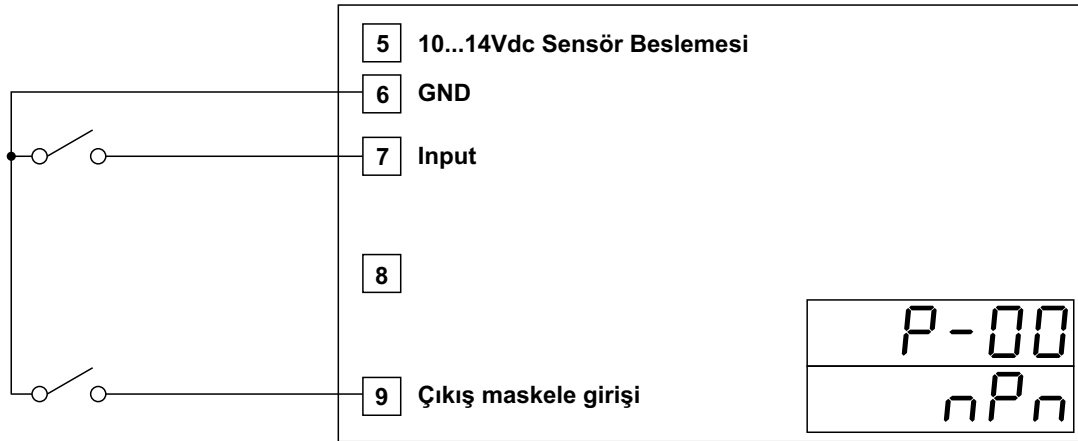 5 10...14Vdc Sensör Beslemesi
6 GND
7 Input
8
P-00
9 Çıkış maskele girişi
nPn